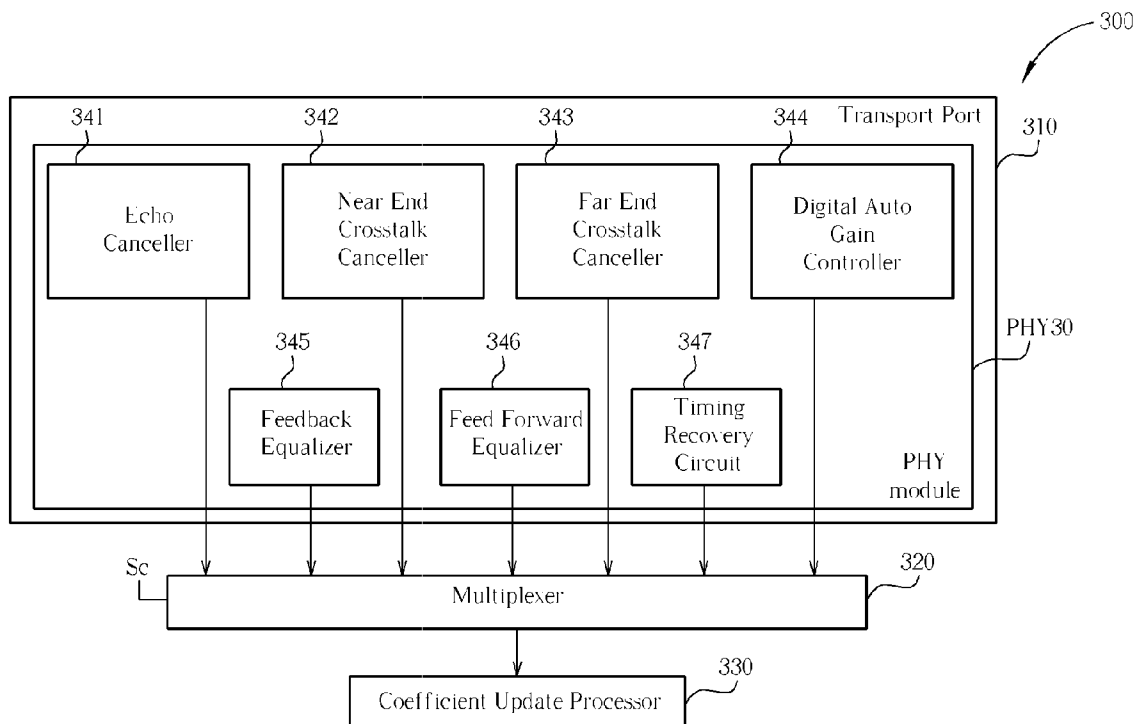 300
341
342
343
344
Transport Port
310
Echo
Canceller
Near End
Crosstalk
Canceller
Far End
Crosstalk
Canceller
Digital Auto
Gain
Controller
PHY30
345
346
347
Feedback
Equalizer
Feed Forward
Equalizer
Timing
Recovery
Circuit
PHY
module
Sc
Multiplexer
320
Coefficient Update Processor
330